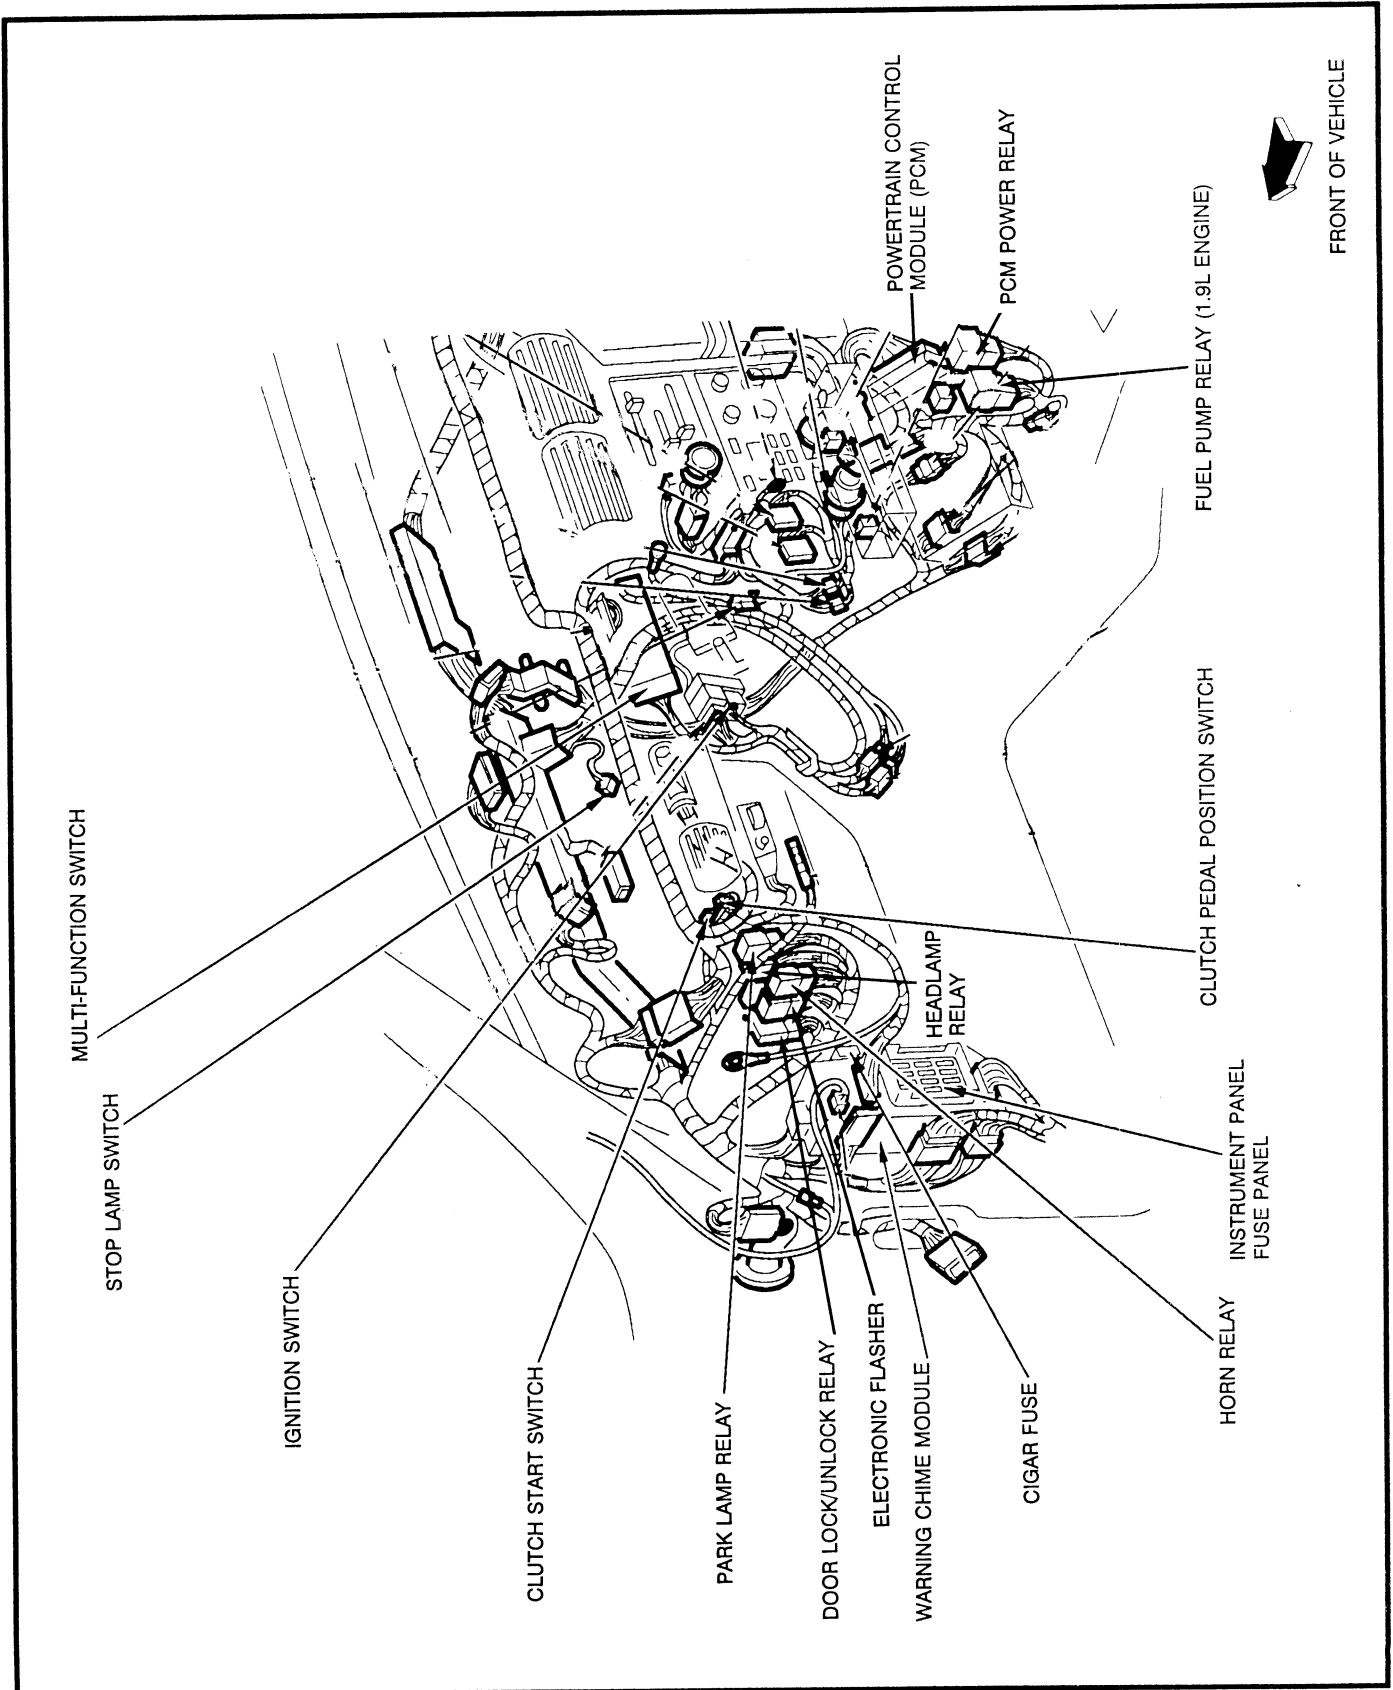 MULTI-FUNCTION SWITCH
STOP LAMP SWITCH
IGNITION SWITCH
CLUTCH START SWITCH
PARK LAMP RELAY
DOOR LOCK/UNLOCK RELAY
ELECTRONIC FLASHER
WARNING CHIME MODULE
CIGAR FUSE
HORN RELAY
INSTRUMENT PANEL
FUSE PANEL
HEADLAMP
RELAY
CLUTCH PEDAL POSITION SWITCH
FUEL PUMP RELAY (1.9L ENGINE)
PCM POWER RELAY
POWERTRAIN CONTROL
MODULE (PCM)
FRONT OF VEHICLE